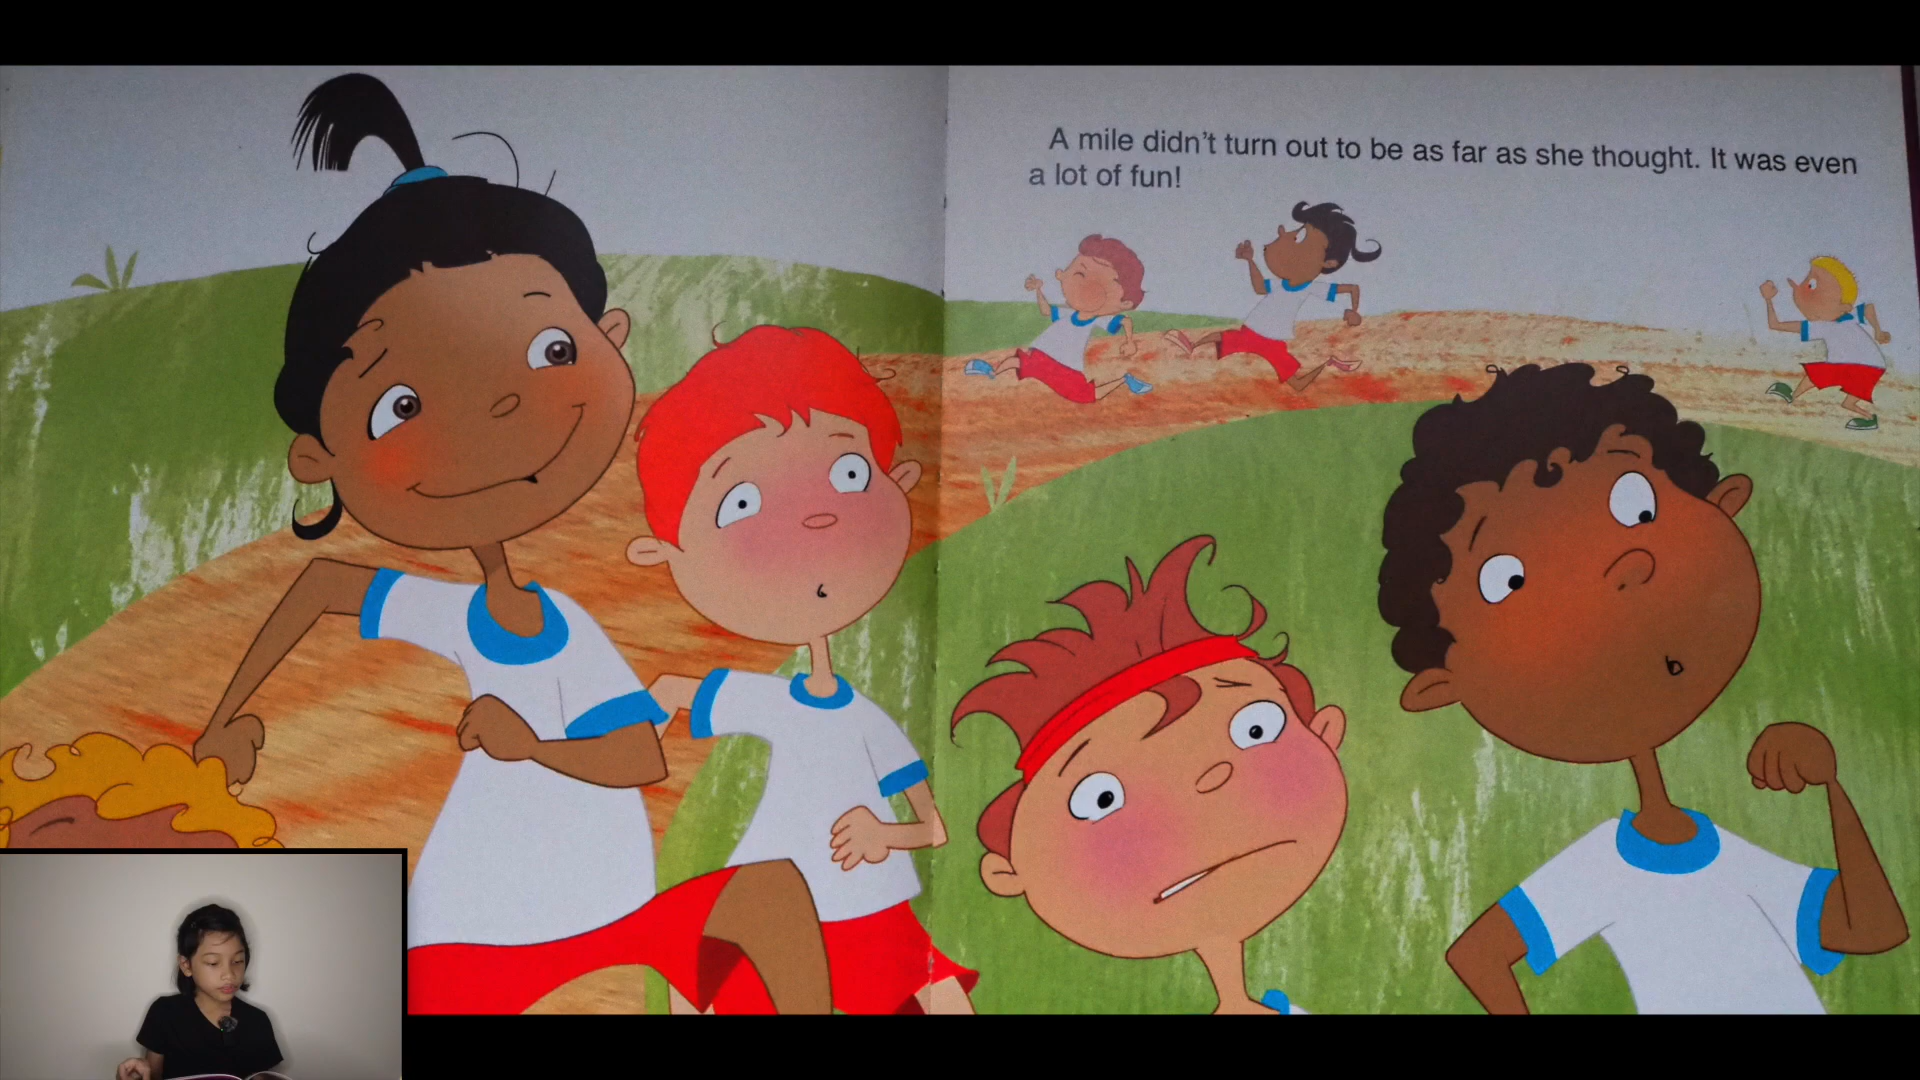 A mile didn't turn out to be as far as she thought. It was even
a lot of fun!